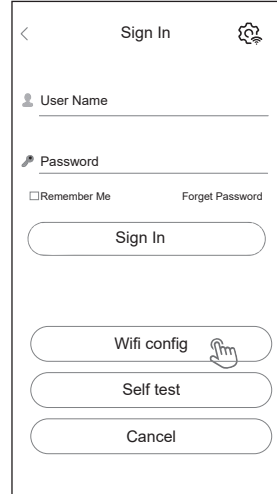 Sign In
User Name
Password
Remember Me Forget Password
Sign In
Wifi config
Self test
Cancel